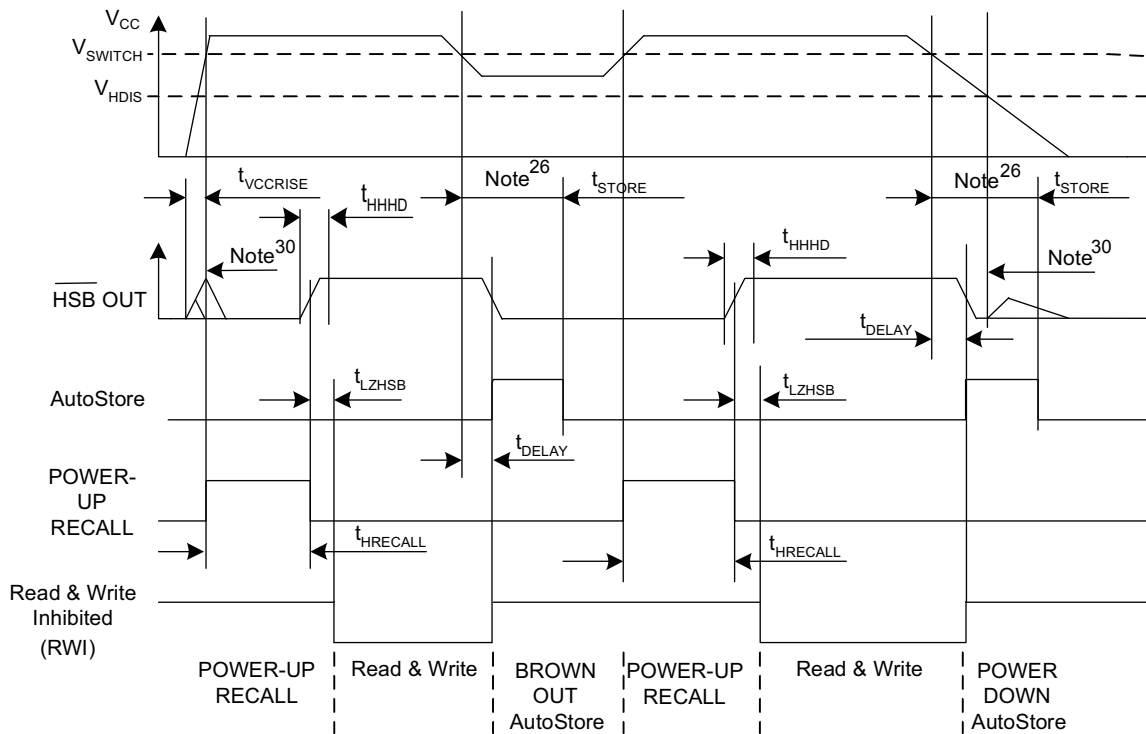 VCC
VSWITCH
VHDIS
tVCCRISE
Note26
tSTORE
Note26
tSTORE
tHHHD
Note30
tHHHD
Note30
HSB OUT
tDELAY
tLZHSB
tLZHSB
AutoStore
tDELAY
POWER-
UP
RECALL
tHRECALL
tHRECALL
Read & Write
Inhibited
(RWI)
POWER-UP
RECALL
Read & Write
BROWN
OUT
AutoStore
POWER-UP
RECALL
Read & Write
POWER
DOWN
AutoStore